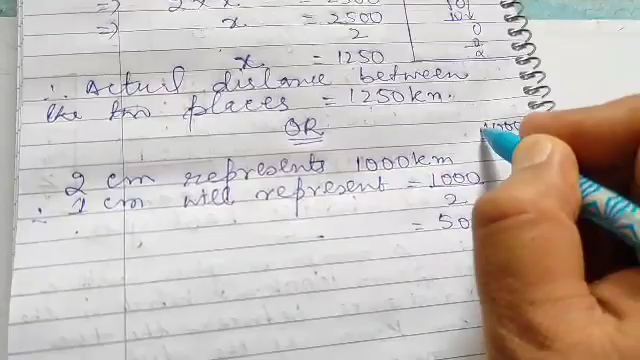 => x = 2500
2
x = 1250
∴ Actual distance between
the two places = 1250 km.
OR
2 cm represents 1000 km
∴ 1 cm will represent = 1000
2
= 50